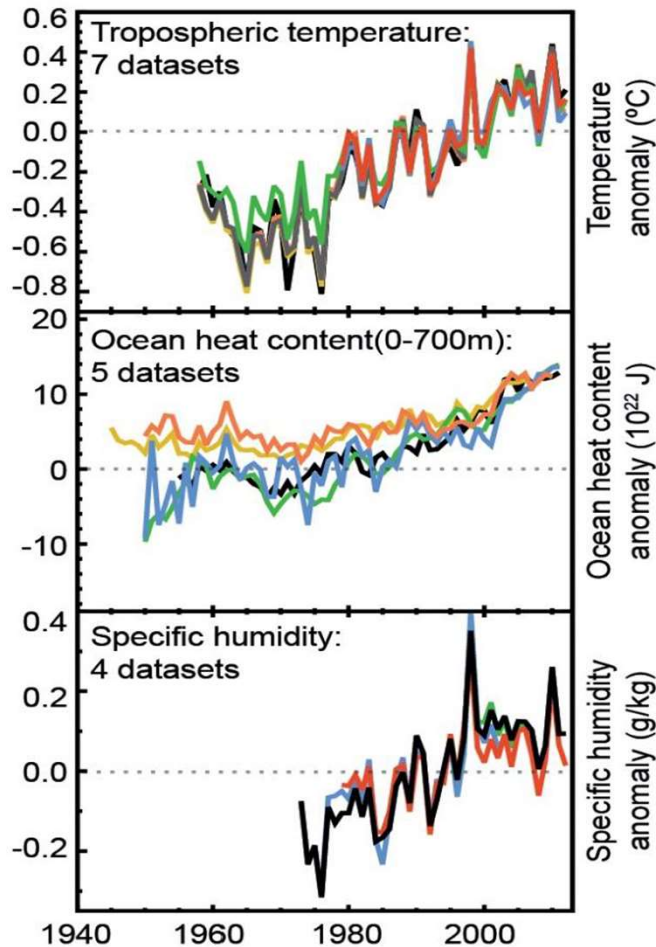 0.6
Tropospheric temperature:
7 datasets
0.4
0.2
0.0
-0.2
-0.4
-0.6
-0.8
Temperature
anomaly (ºC)
20
Ocean heat content(0-700m):
5 datasets
10
0
-10
Ocean heat content
anomaly (10²² J)
0.4
Specific humidity:
4 datasets
0.2
0.0
-0.2
Specific humidity
anomaly (g/kg)
1940 1960 1980 2000